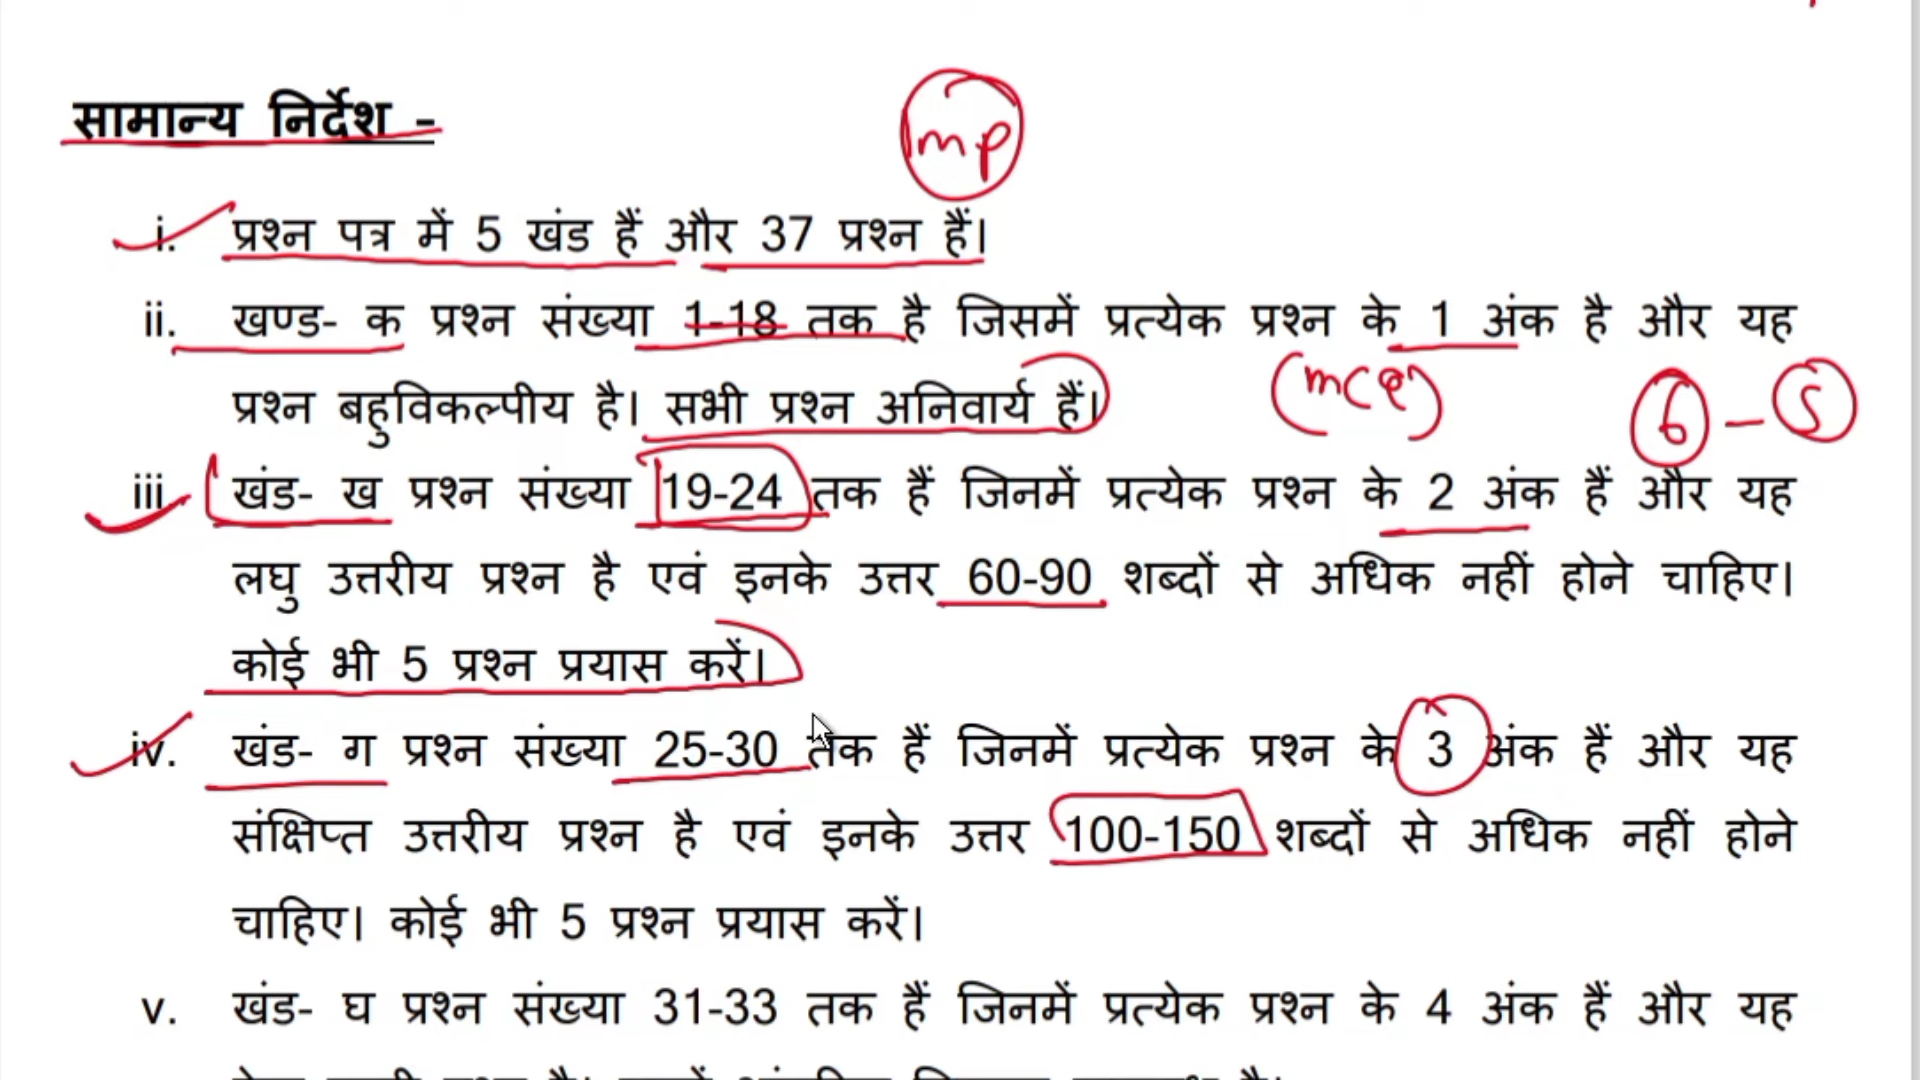 सामान्य निर्देश -
Imp
i. प्रश्न पत्र में 5 खंड हैं और 37 प्रश्न हैं।
ii. खण्ड- क प्रश्न संख्या 1-18 तक है जिसमें प्रत्येक प्रश्न के 1 अंक है और यह
प्रश्न बहुविकल्पीय है। सभी प्रश्न अनिवार्य हैं। (MCQ) 6 - 5
iii. खंड- ख प्रश्न संख्या 19-24 तक हैं जिनमें प्रत्येक प्रश्न के 2 अंक हैं और यह
लघु उत्तरीय प्रश्न है एवं इनके उत्तर 60-90 शब्दों से अधिक नहीं होने चाहिए।
कोई भी 5 प्रश्न प्रयास करें।
iv. खंड- ग प्रश्न संख्या 25-30 तक हैं जिनमें प्रत्येक प्रश्न के 3 अंक हैं और यह
संक्षिप्त उत्तरीय प्रश्न है एवं इनके उत्तर 100-150 शब्दों से अधिक नहीं होने
चाहिए। कोई भी 5 प्रश्न प्रयास करें।
v. खंड- घ प्रश्न संख्या 31-33 तक हैं जिनमें प्रत्येक प्रश्न के 4 अंक हैं और यह